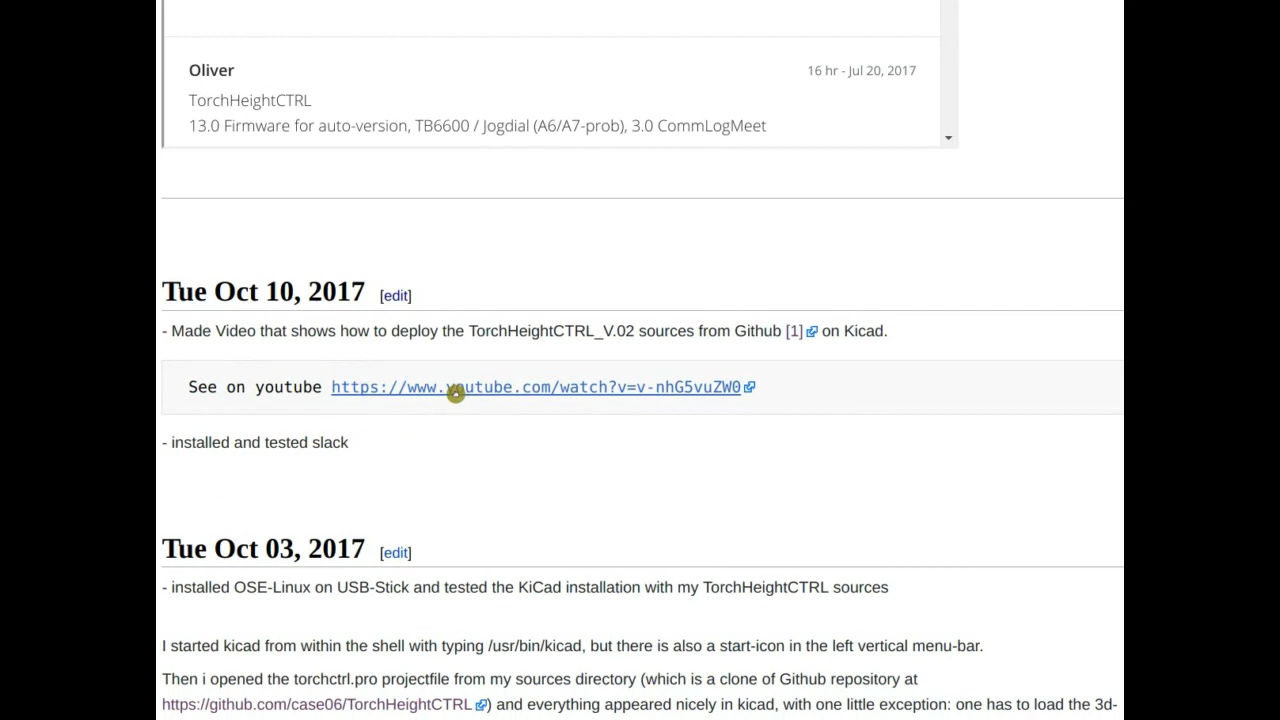 Oliver
16 hr - Jul 20, 2017
TorchHeightCTRL
13.0 Firmware for auto-version, TB6600 / Jogdial (A6/A7-prob), 3.0 CommLogMeet
Tue Oct 10, 2017 [edit]
- Made Video that shows how to deploy the TorchHeightCTRL_V.02 sources from Github [1] on Kicad.
See on youtube https://www.youtube.com/watch?v=v-nhG5vuZW0
- installed and tested slack
Tue Oct 03, 2017 [edit]
- installed OSE-Linux on USB-Stick and tested the KiCad installation with my TorchHeightCTRL sources
I started kicad from within the shell with typing /usr/bin/kicad, but there is also a start-icon in the left vertical menu-bar.
Then i opened the torchctrl.pro projectfile from my sources directory (which is a clone of Github repository at
https://github.com/case06/TorchHeightCTRL) and everything appeared nicely in kicad, with one little exception: one has to load the 3d-